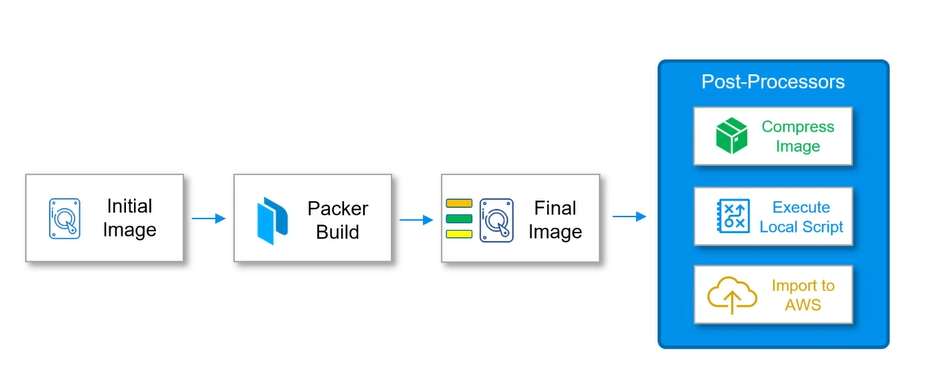 Initial
Image
Packer
Build
Final
Image
Post-Processors
Compress
Image
Execute
Local Script
Import to
AWS